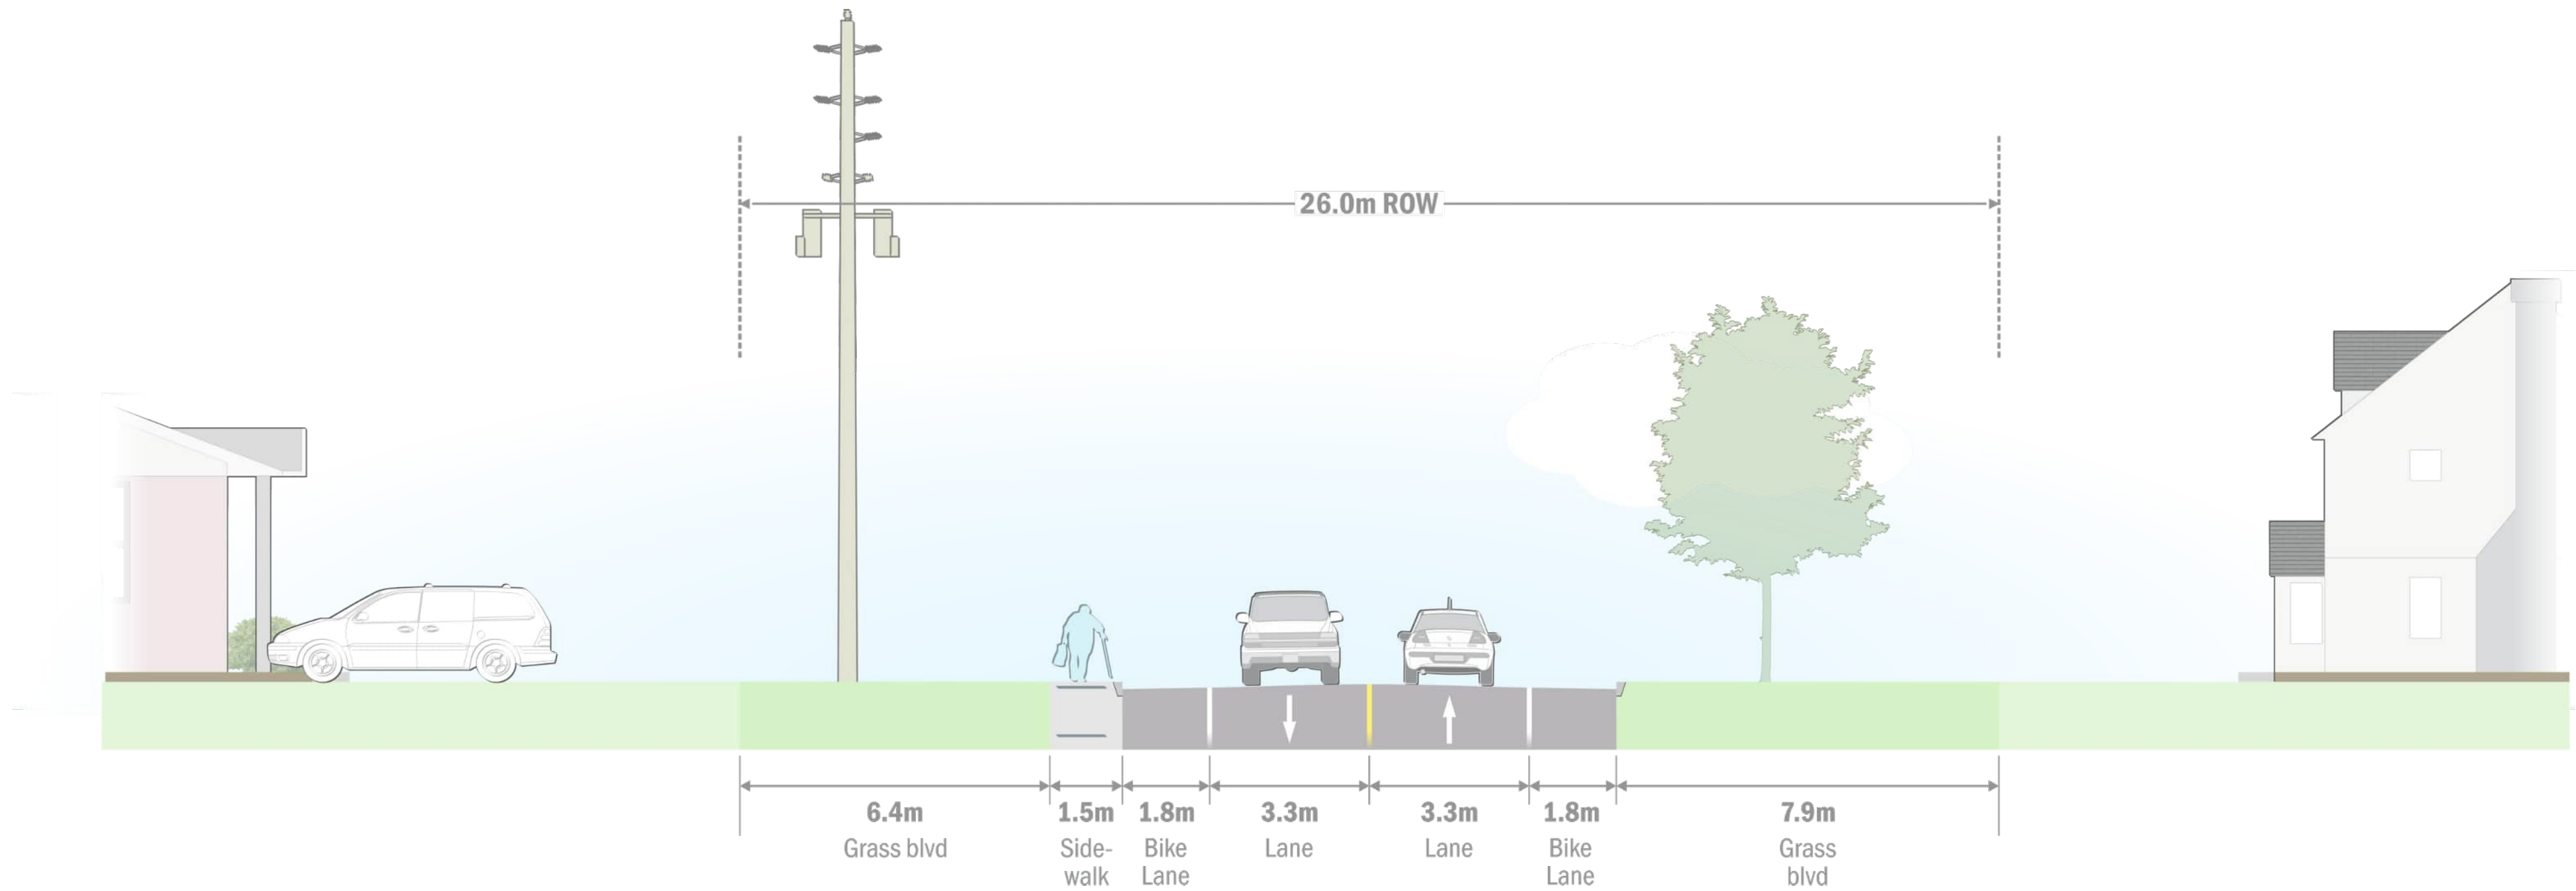 26.0m ROW
6.4m
Grass blvd
1.5m
Side-
walk
1.8m
Bike
Lane
3.3m
Lane
3.3m
Lane
1.8m
Bike
Lane
7.9m
Grass
blvd